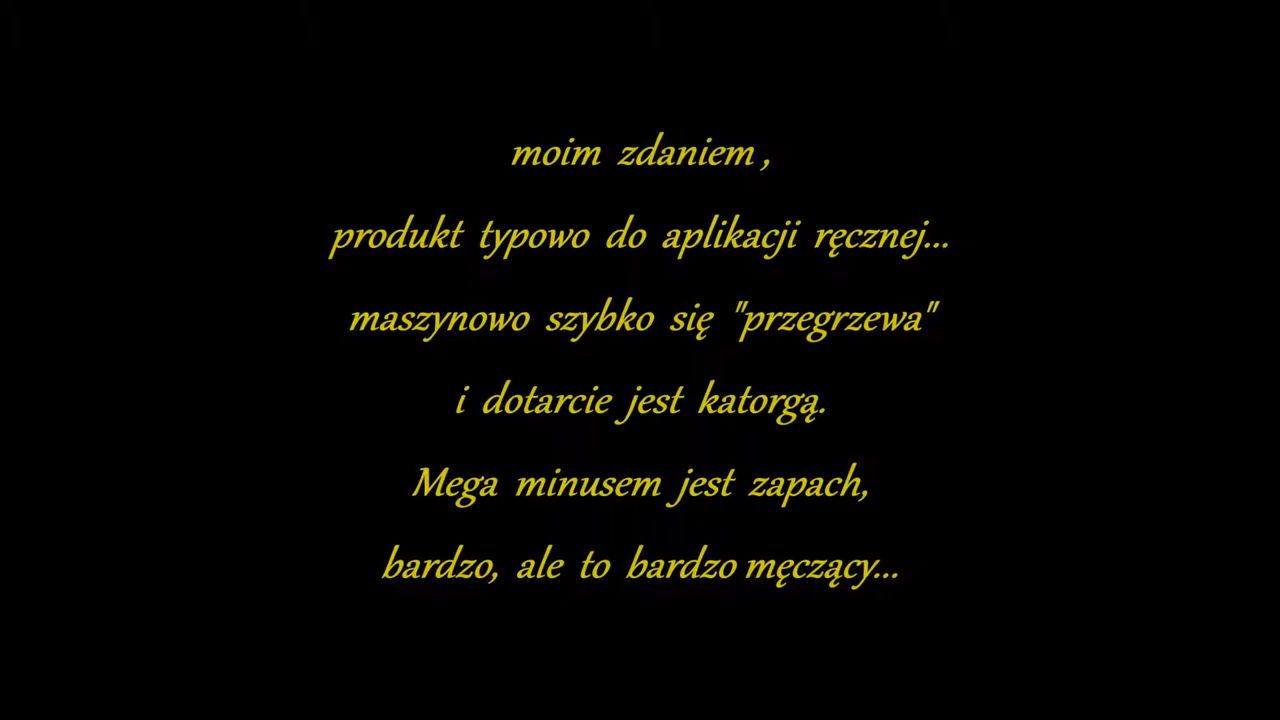 moim zdaniem ,
produkt typowo do aplikacji ręcznej...
maszynowo szybko się "przegrzewa"
i dotarcie jest katorgą.
Mega minusem jest zapach,
bardzo, ale to bardzo męczący...